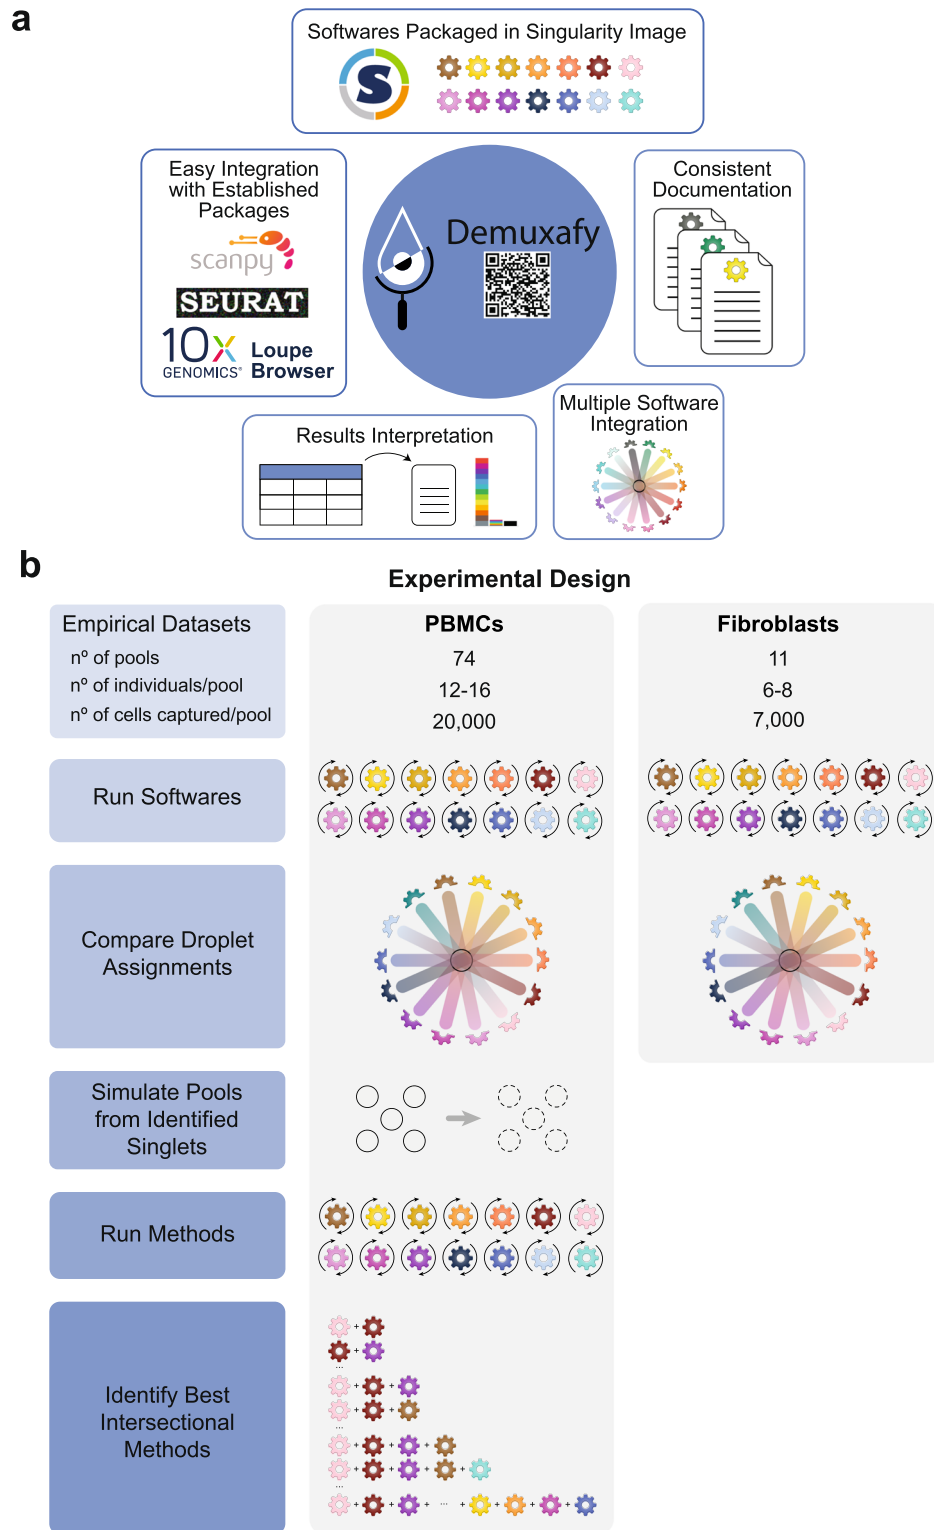 a
Softwares Packaged in Singularity Image
S
Easy Integration
with Established
Packages
scanpy
SEURAT
10x
GENOMICS®
Loupe
Browser
Demuxafy
Consistent
Documentation
Results Interpretation
Multiple Software
Integration
b
Experimental Design
Empirical Datasets
nº of pools
nº of individuals/pool
nº of cells captured/pool
PBMCs
74
12-16
20,000
Fibroblasts
11
6-8
7,000
Run Softwares
Compare Droplet
Assignments
Simulate Pools
from Identified
Singlets
Run Methods
Identify Best
Intersectional
Methods
+
+
...
+ +
+ +
...
+ + +
+ + + +
...
+ + + ... + + + +